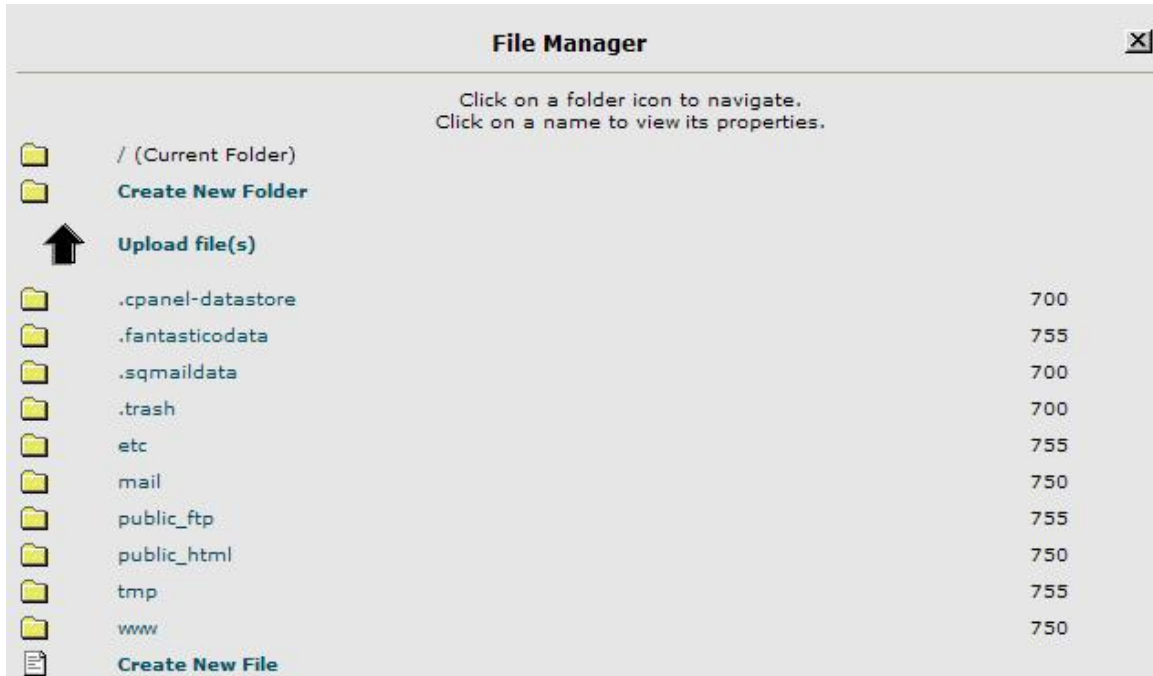 File Manager
Click on a folder icon to navigate.
Click on a name to view its properties.
/ (Current Folder)
Create New Folder
Upload file(s)
.cpanel-datastore 700
.fantasticodata 755
.sqmaildata 700
.trash 700
etc 755
mail 750
public_ftp 755
public_html 750
tmp 755
www 750
Create New File